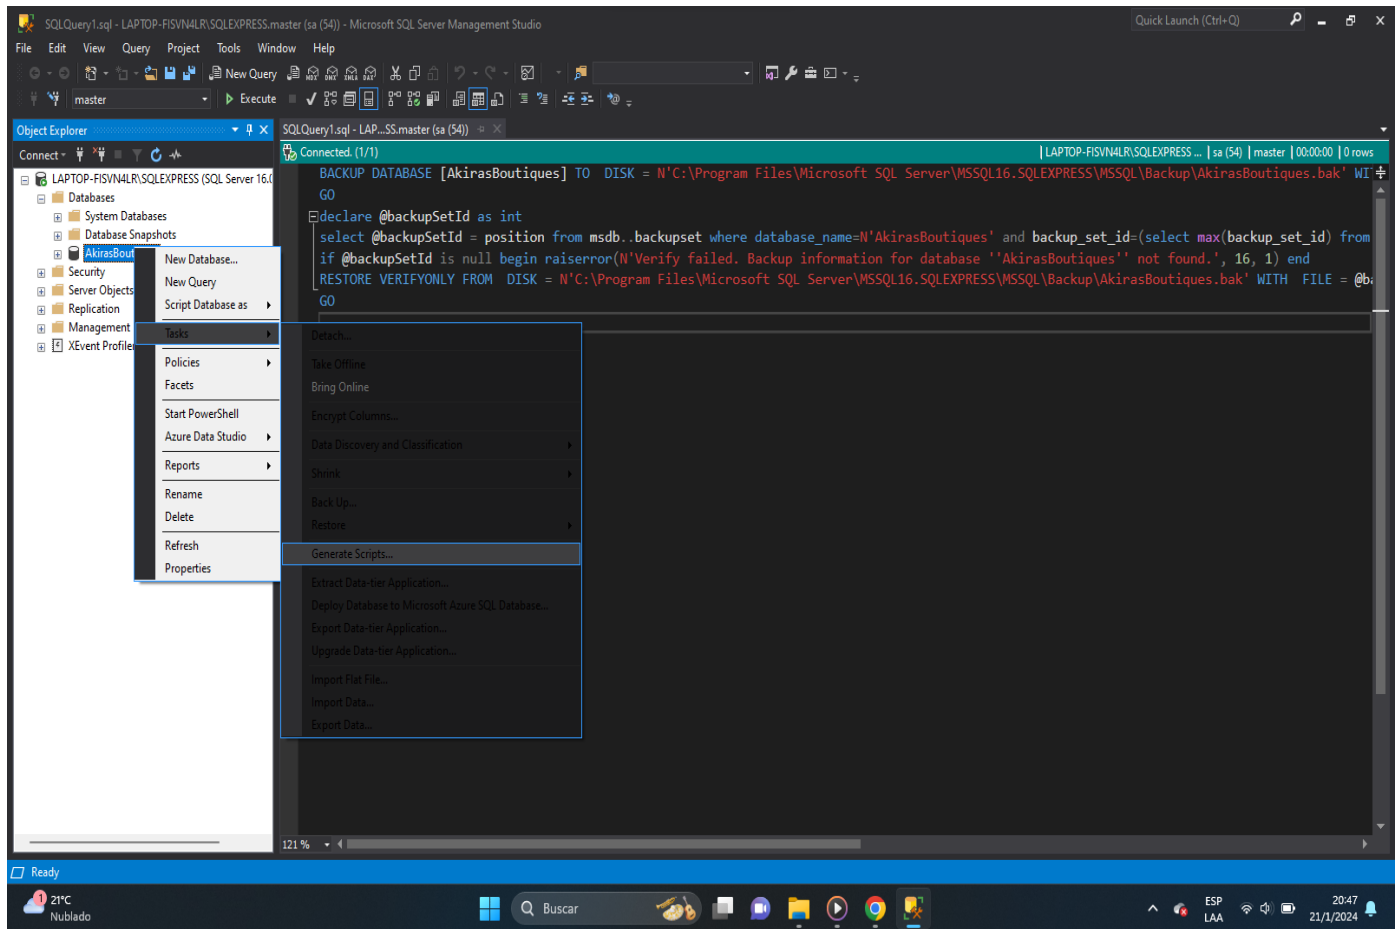 SQLQuery1.sql - LAPTOP-FISVN4LR\SQLEXPRESS.master (sa (54)) - Microsoft SQL Server Management Studio
Quick Launch (Ctrl+Q)
File Edit View Query Project Tools Window Help
New Query
MDX DMX XMLA DAX
master
Execute
Object Explorer
SQLQuery1.sql - LAP...SS.master (sa (54))
Connect
Connected. (1/1)
LAPTOP-FISVN4LR\SQLEXPRESS ... | sa (54) | master | 00:00:00 | 0 rows
LAPTOP-FISVN4LR\SQLEXPRESS (SQL Server 16.0
Databases
System Databases
Database Snapshots
AkirasBout
Security
Server Objects
Replication
Management
XEvent Profile
BACKUP DATABASE [AkirasBoutiques] TO DISK = N'C:\Program Files\Microsoft SQL Server\MSSQL16.SQLEXPRESS\MSSQL\Backup\AkirasBoutiques.bak' WIT
GO
declare @backupSetId as int
select @backupSetId = position from msdb..backupset where database_name=N'AkirasBoutiques' and backup_set_id=(select max(backup_set_id) from
if @backupSetId is null begin raiserror(N'Verify failed. Backup information for database ''AkirasBoutiques'' not found.', 16, 1) end
RESTORE VERIFYONLY FROM DISK = N'C:\Program Files\Microsoft SQL Server\MSSQL16.SQLEXPRESS\MSSQL\Backup\AkirasBoutiques.bak' WITH FILE = @ba
GO
New Database...
New Query
Script Database as
Tasks
Policies
Facets
Start PowerShell
Azure Data Studio
Reports
Rename
Delete
Refresh
Properties
Detach...
Take Offline
Bring Online
Encrypt Columns...
Data Discovery and Classification
Shrink
Back Up...
Restore
Generate Scripts...
Extract Data-tier Application...
Deploy Database to Microsoft Azure SQL Database...
Export Data-tier Application...
Upgrade Data-tier Application...
Import Flat File...
Import Data...
Export Data...
121 %
Ready
1
21°C
Nublado
Buscar
ESP
LAA
20:47
21/1/2024